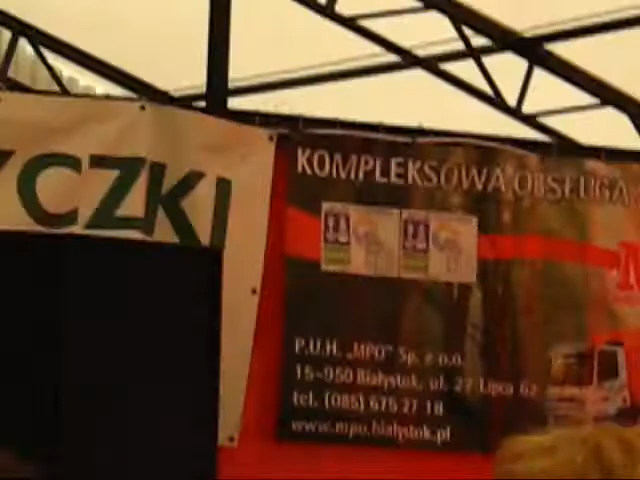 YCZKI
KOMPLEKSOWA OBSŁUGA
P.U.H. „MPO" Sp. z o.o.
15-950 Białystok, ul. 27 Lipca 62
tel. (085) 675 27 18
www.mpo.bialystok.pl